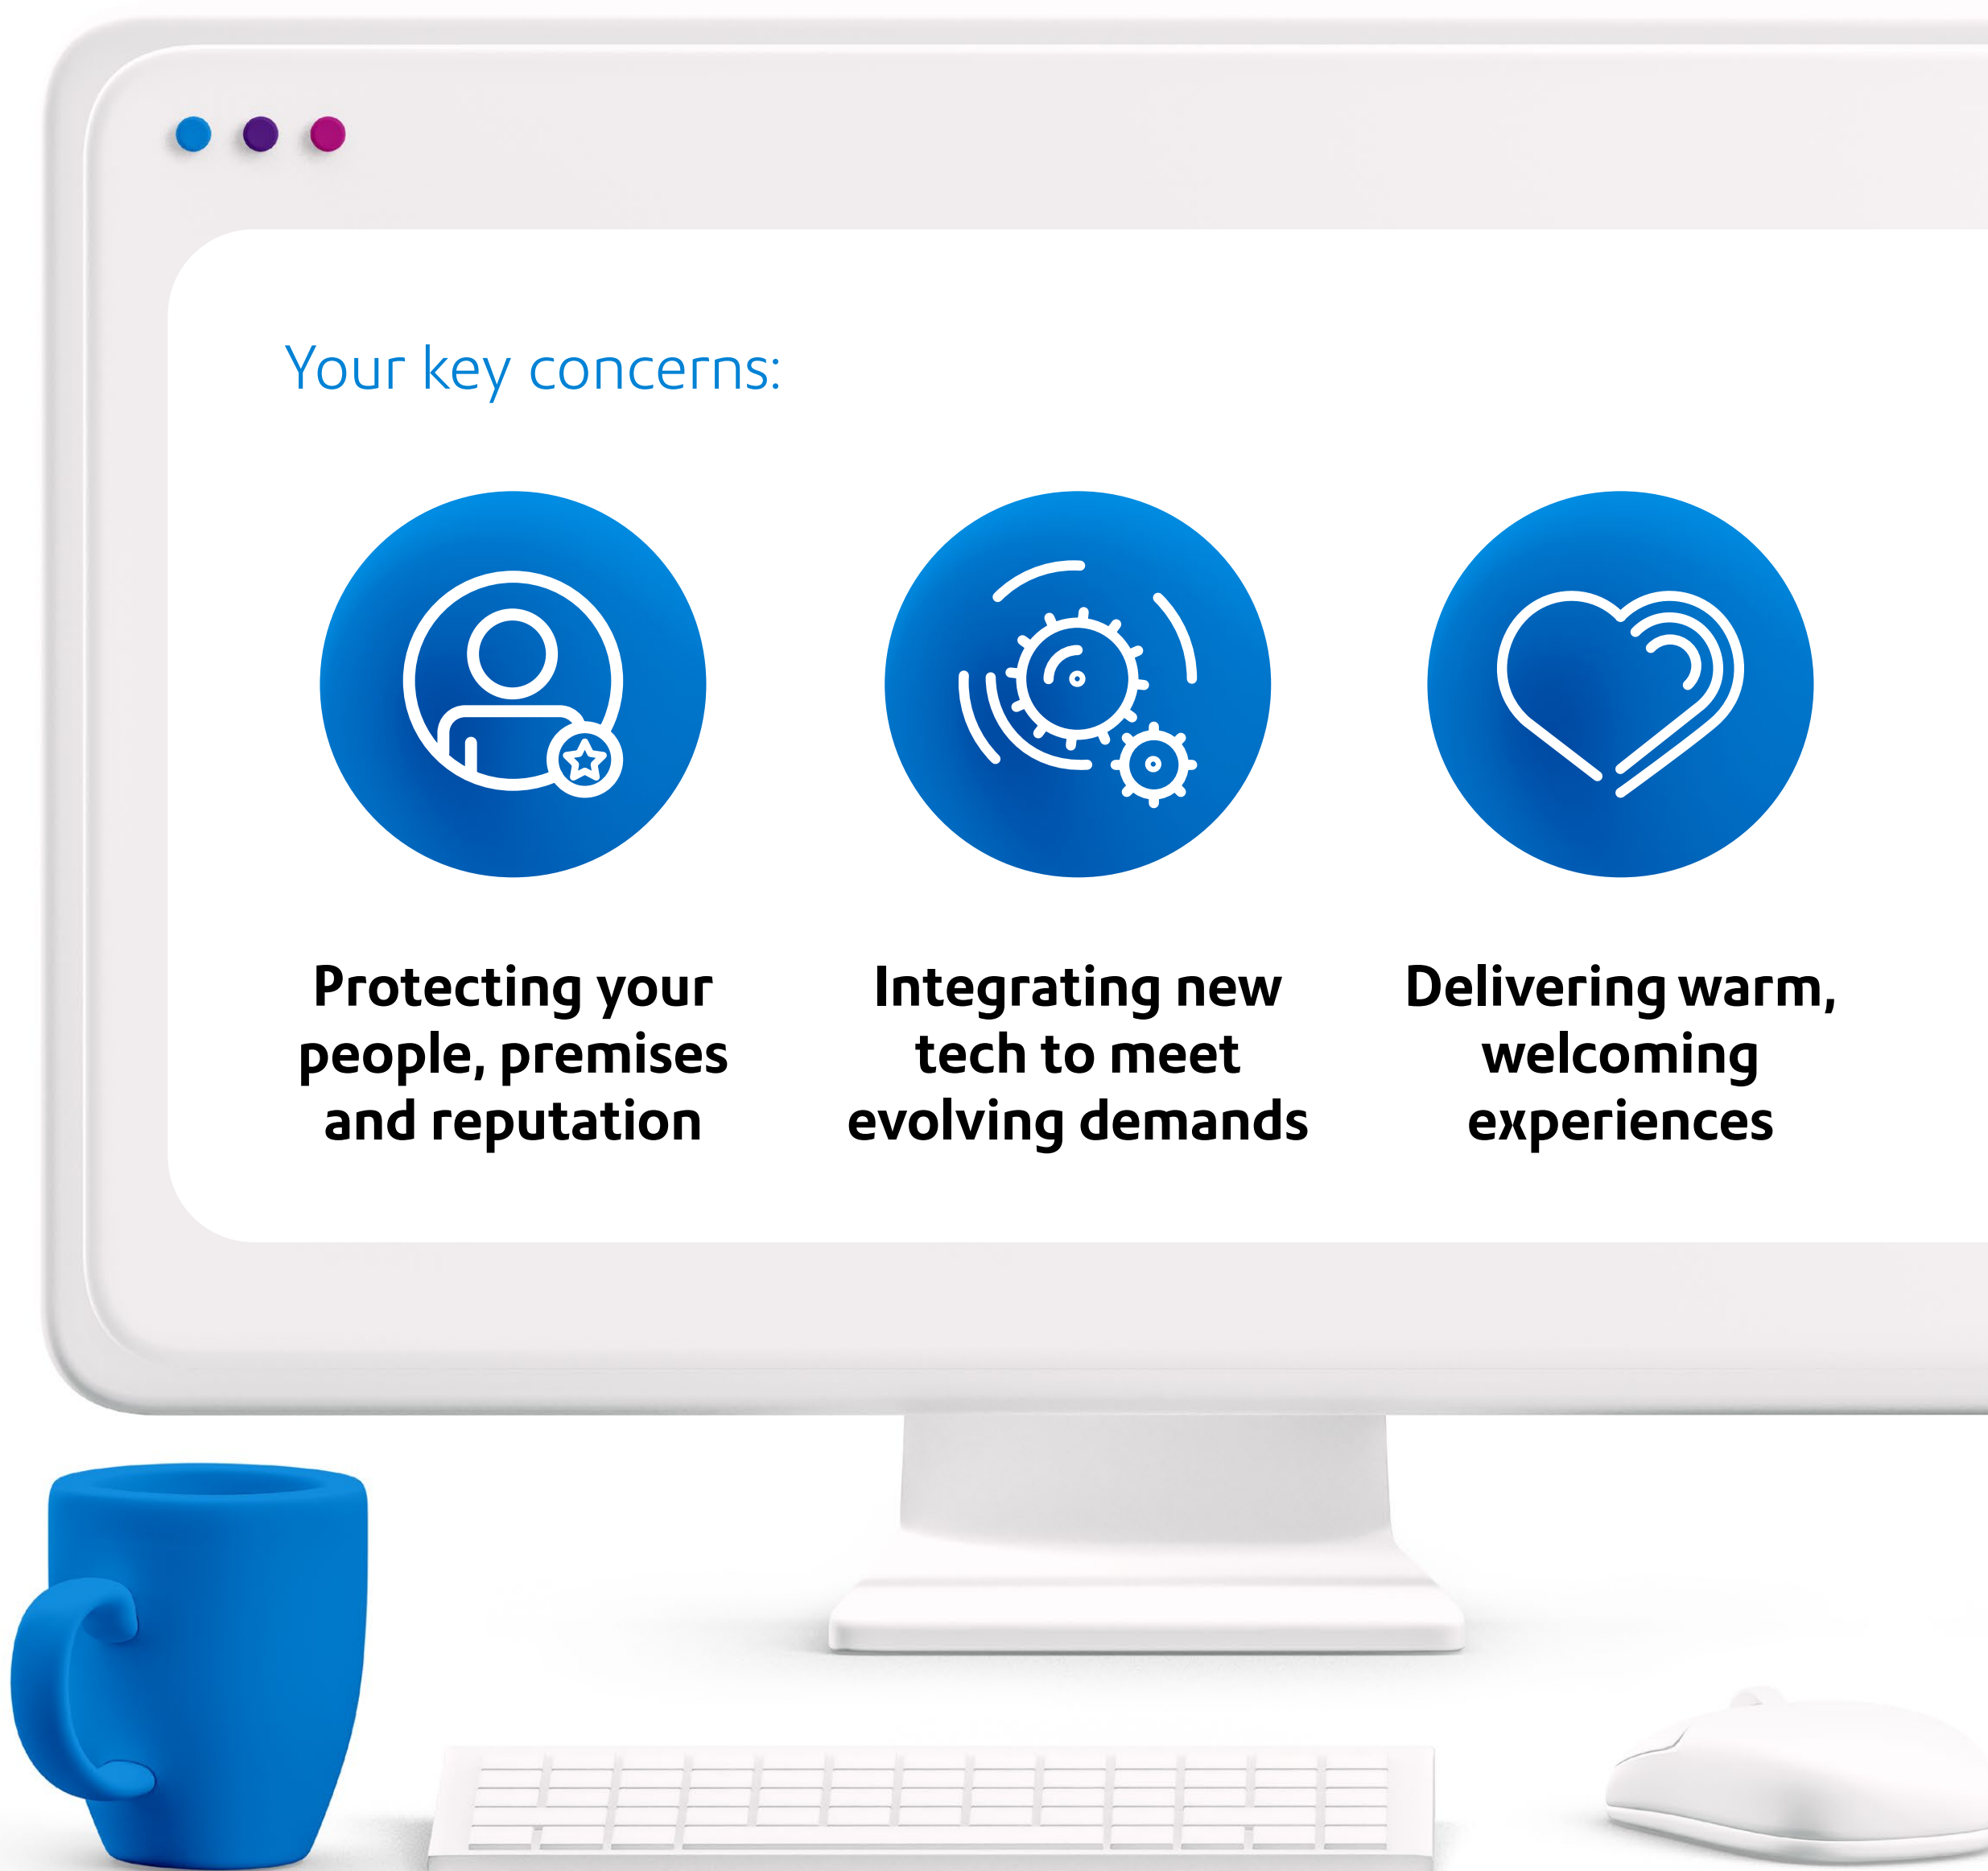 Your key concerns:
Protecting your
people, premises
and reputation
Integrating new
tech to meet
evolving demands
Delivering warm,
welcoming
experiences